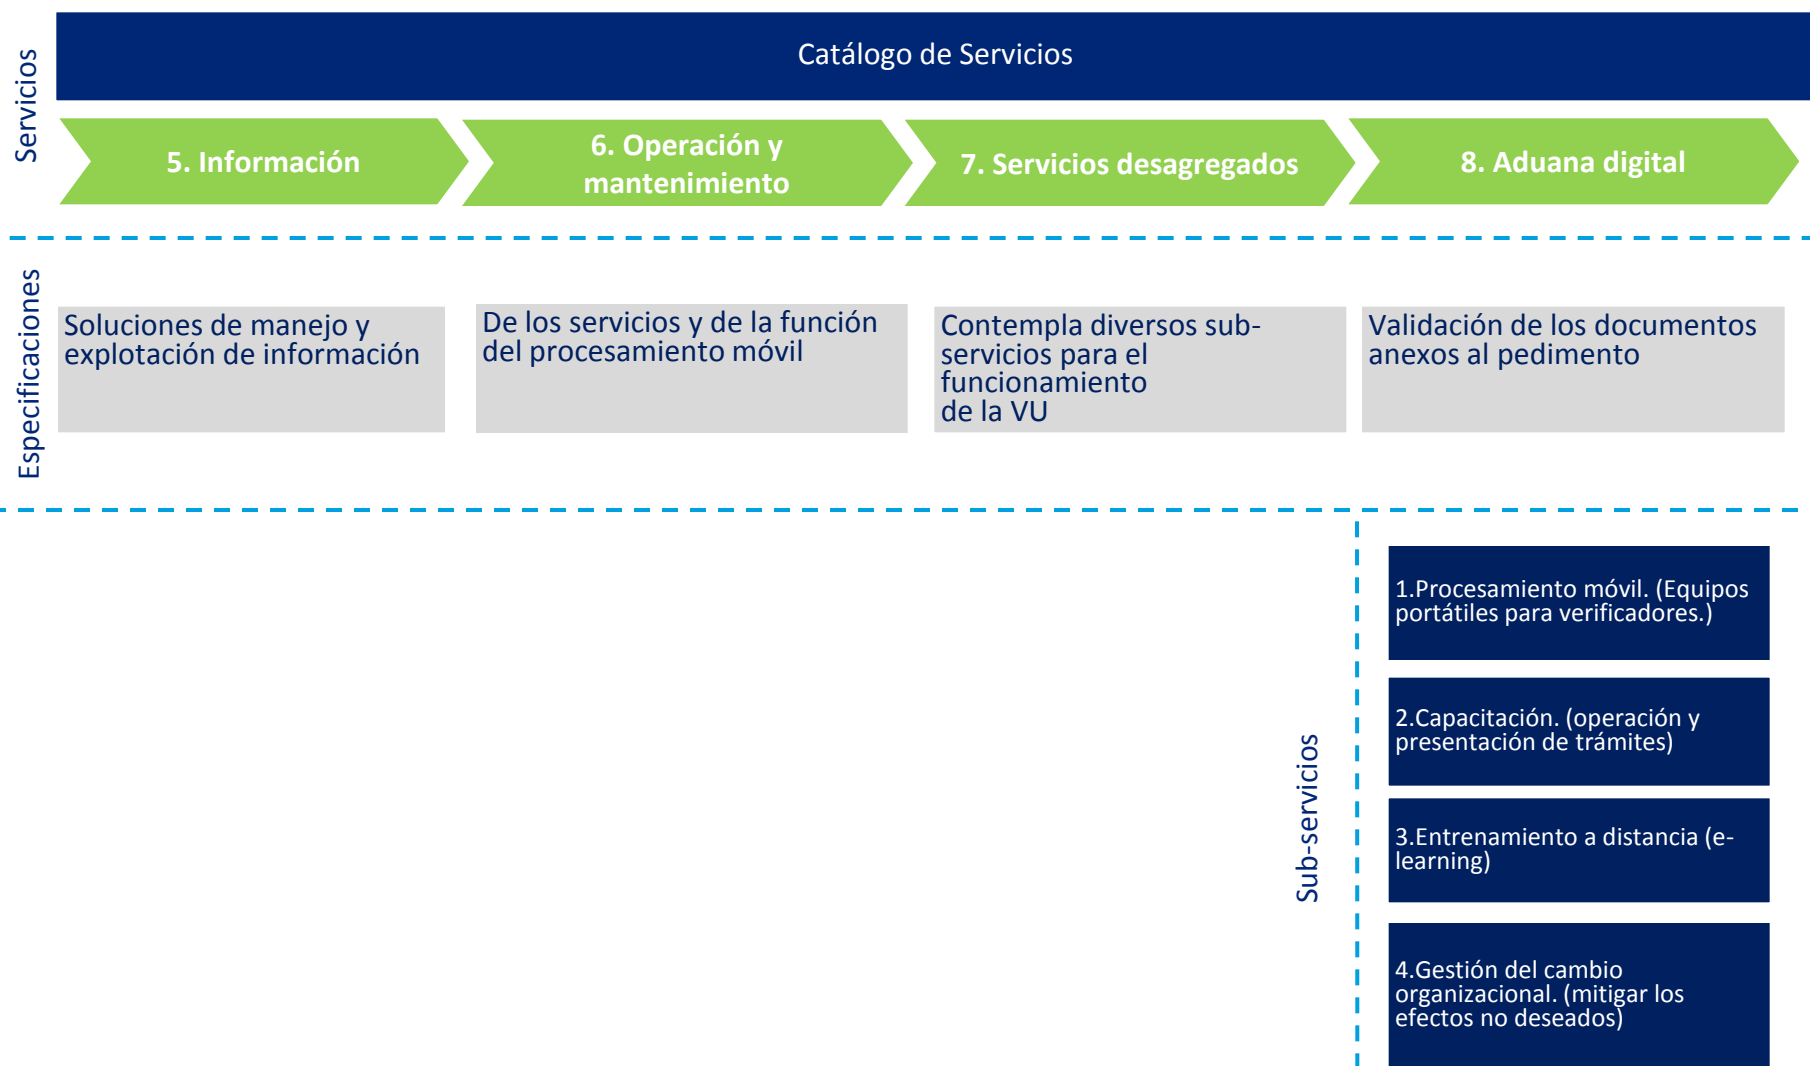 Servicios
Catálogo de Servicios
5. Información
6. Operación y
mantenimiento
7. Servicios desagregados
8. Aduana digital
Especificaciones
Soluciones de manejo y
explotación de información
De los servicios y de la función
del procesamiento móvil
Contempla diversos sub-
servicios para el
funcionamiento
de la VU
Validación de los documentos
anexos al pedimento
Sub-servicios
1.Procesamiento móvil. (Equipos
portátiles para verificadores.)
2.Capacitación. (operación y
presentación de trámites)
3.Entrenamiento a distancia (e-
learning)
4.Gestión del cambio
organizacional. (mitigar los
efectos no deseados)